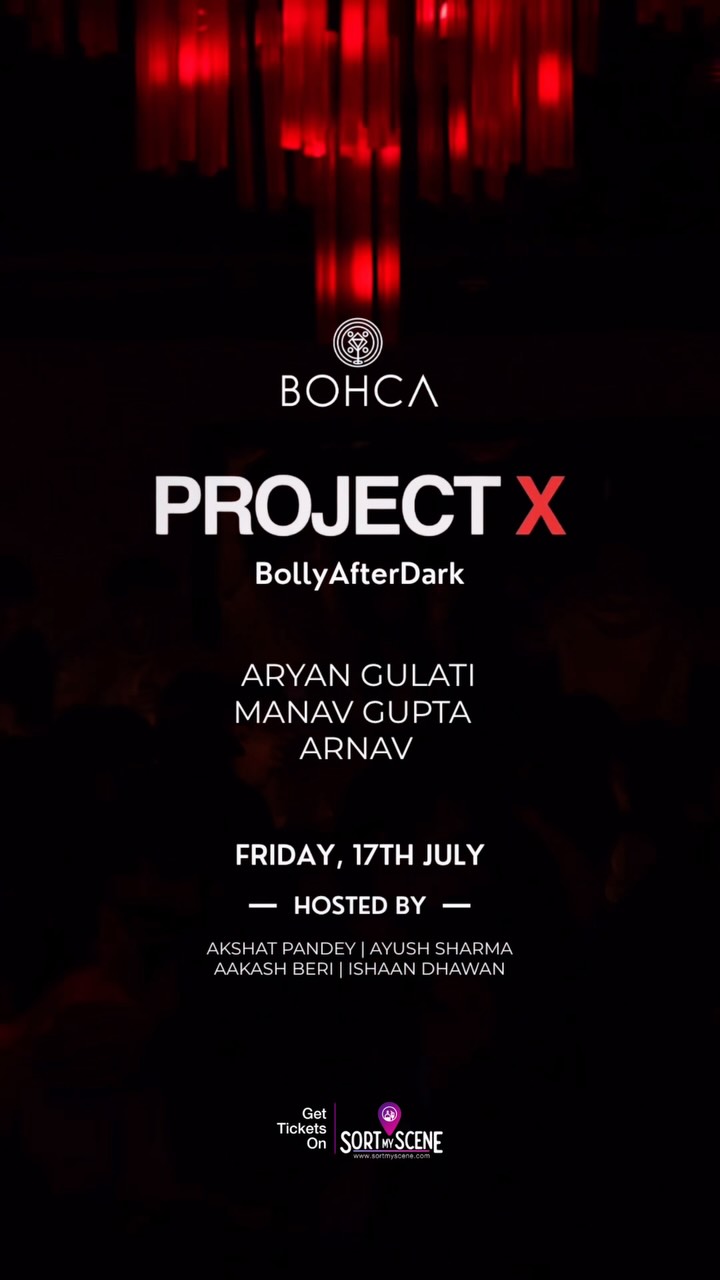 BOHCA
PROJECT X
BollyAfterDark
ARYAN GULATI
MANAV GUPTA
ARNAV
FRIDAY, 17TH JULY
— HOSTED BY —
AKSHAT PANDEY | AYUSH SHARMA
AAKASH BERI | ISHAAN DHAWAN
Get
Tickets
On
SORT MY SCENE
www.sortmyscene.com